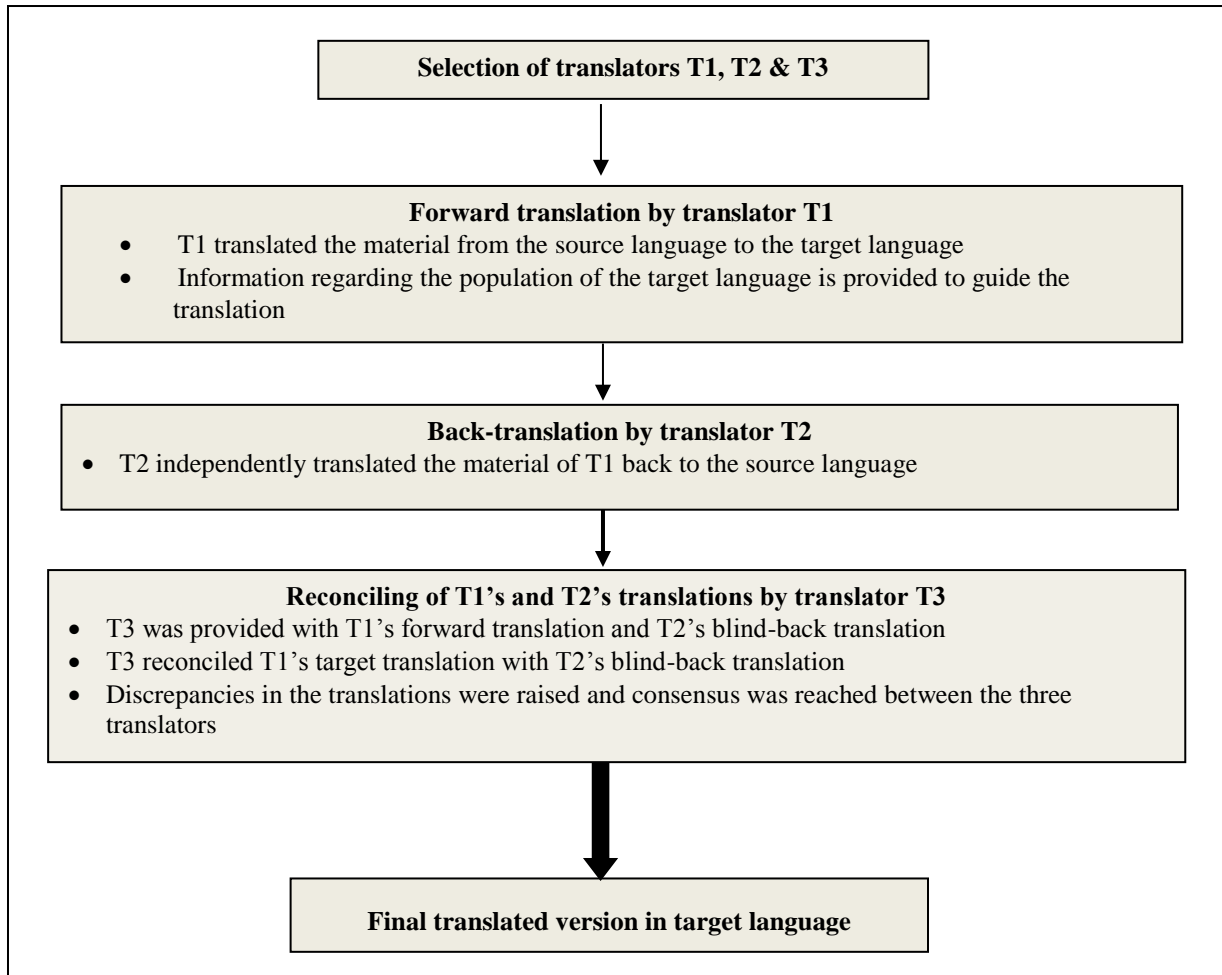 Selection of translators T1, T2 & T3
Forward translation by translator T1
• T1 translated the material from the source language to the target language
• Information regarding the population of the target language is provided to guide the
translation
Back-translation by translator T2
• T2 independently translated the material of T1 back to the source language
Reconciling of T1’s and T2’s translations by translator T3
• T3 was provided with T1’s forward translation and T2’s blind-back translation
• T3 reconciled T1’s target translation with T2’s blind-back translation
• Discrepancies in the translations were raised and consensus was reached between the three
translators
Final translated version in target language